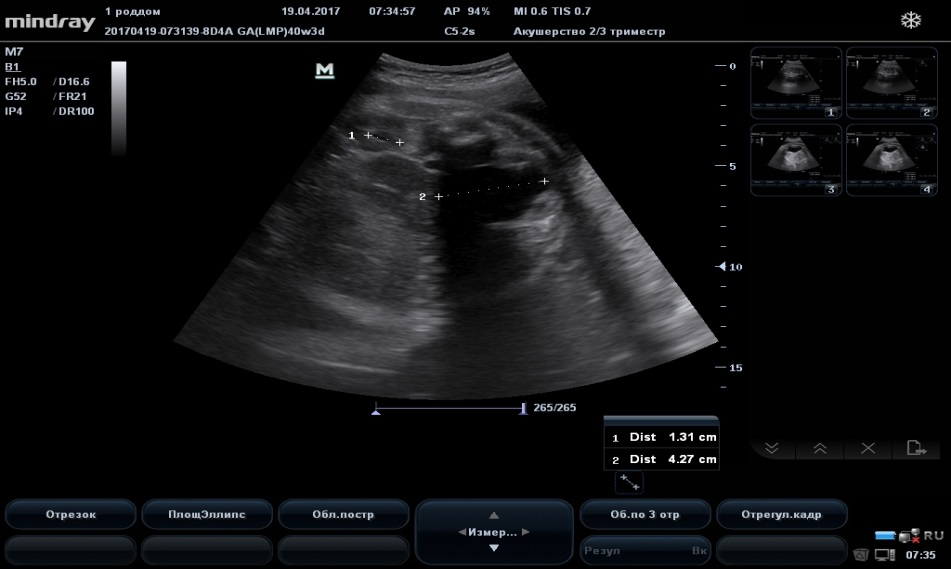 mindray
1 роддом 19.04.2017 07:34:57 AP 94% MI 0.6 TIS 0.7
20170419-073139-8D4A GA(LMP)40w3d C5-2s Акушерство 2/3 триместр
M7
B1
FH5.0 / D16.6
G52 / FR21
IP4 / DR100
M
0
1
2
5
10
15
1
2
3
4
265/265
1 Dist 1.31 cm
2 Dist 4.27 cm
Отрезок ПлощЭллипс Обл.постр Измер... Об.по 3 отр Отрегул.кадр
Резул Вк
RU
07:35